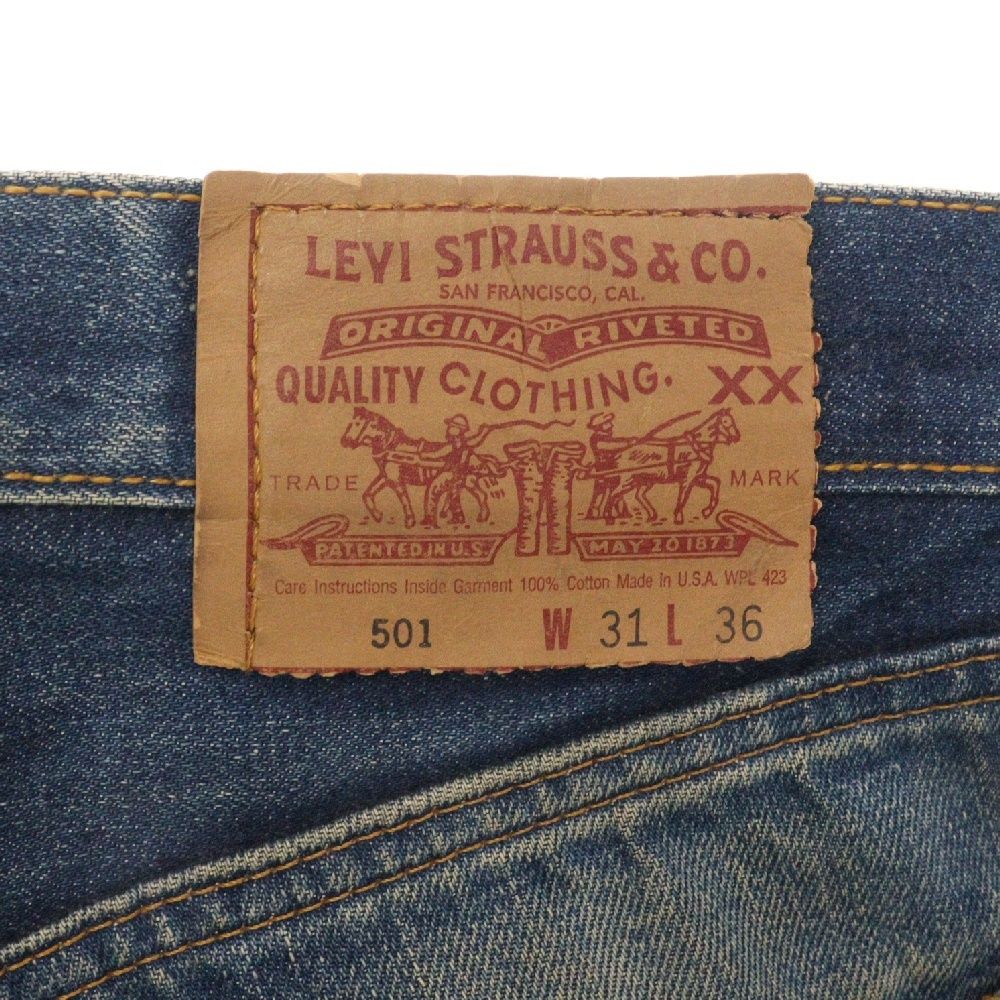 LEVI STRAUSS & CO.
SAN FRANCISCO, CAL.
ORIGINAL RIVETED
QUALITY CLOTHING. XX
TRADE MARK
PATENTED IN U.S. MAY 20 1873
Care Instructions Inside Garment 100% Cotton Made in U.S.A. WPL 423
501 W 31 L 36